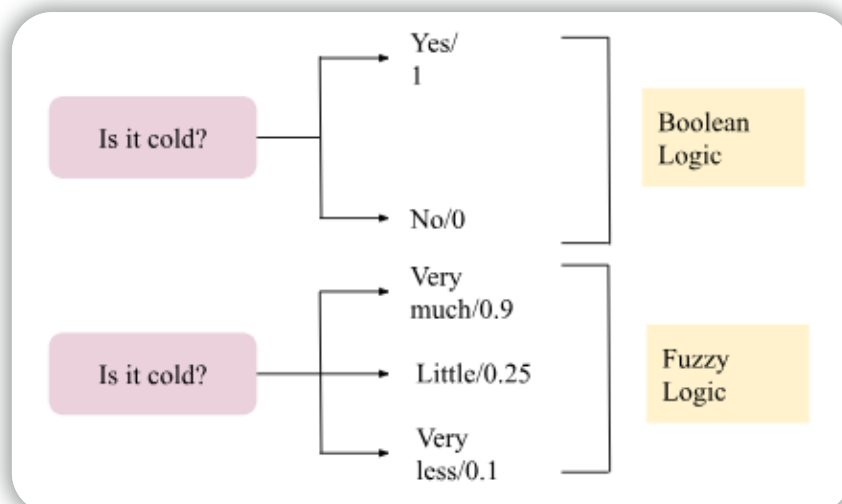 Yes/
1
Is it cold?
Boolean
Logic
No/0
Very
much/0.9
Is it cold?
Little/0.25
Fuzzy
Logic
Very
less/0.1